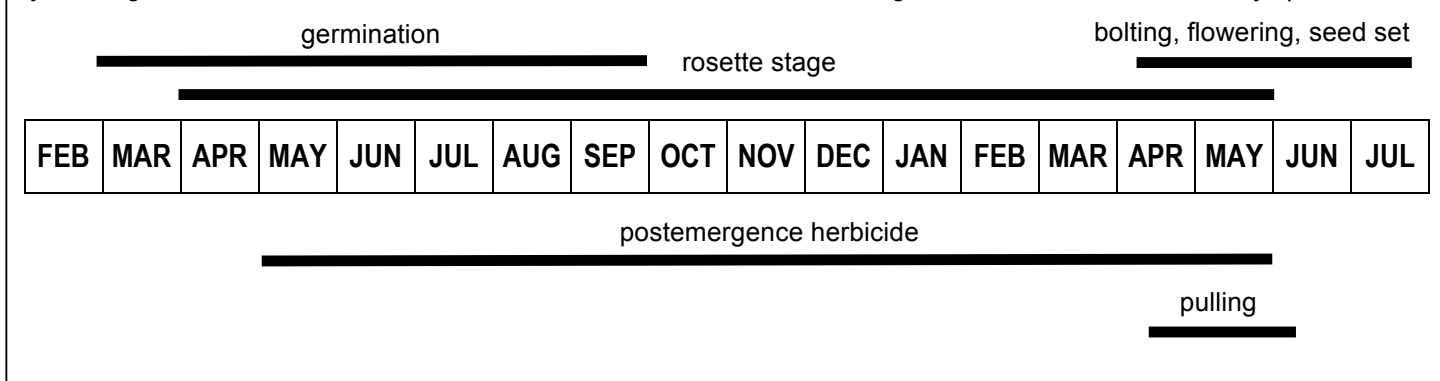 germination
bolting, flowering, seed set
rosette stage
FEB MAR APR MAY JUN JUL AUG SEP OCT NOV DEC JAN FEB MAR APR MAY JUN JUL
postemergence herbicide
pulling